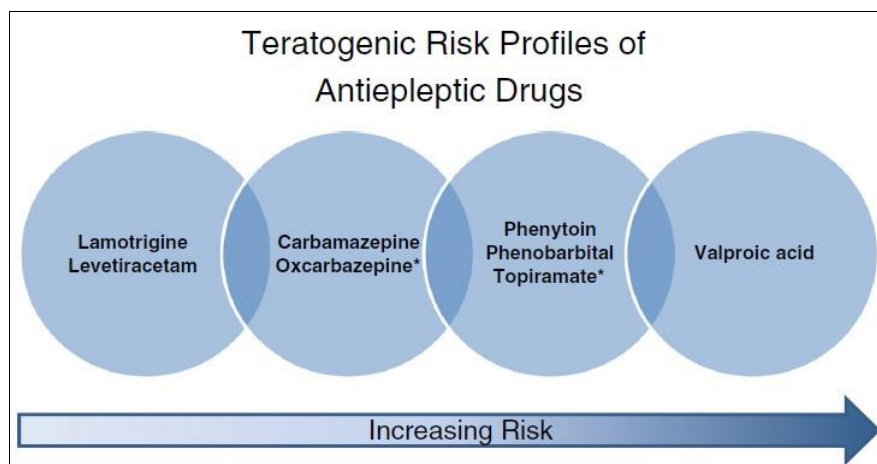 Teratogenic Risk Profiles of
Antiepleptic Drugs
Lamotrigine
Levetiracetam
Carbamazepine
Oxcarbazepine*
Phenytoin
Phenobarbital
Topiramate*
Valproic acid
Increasing Risk